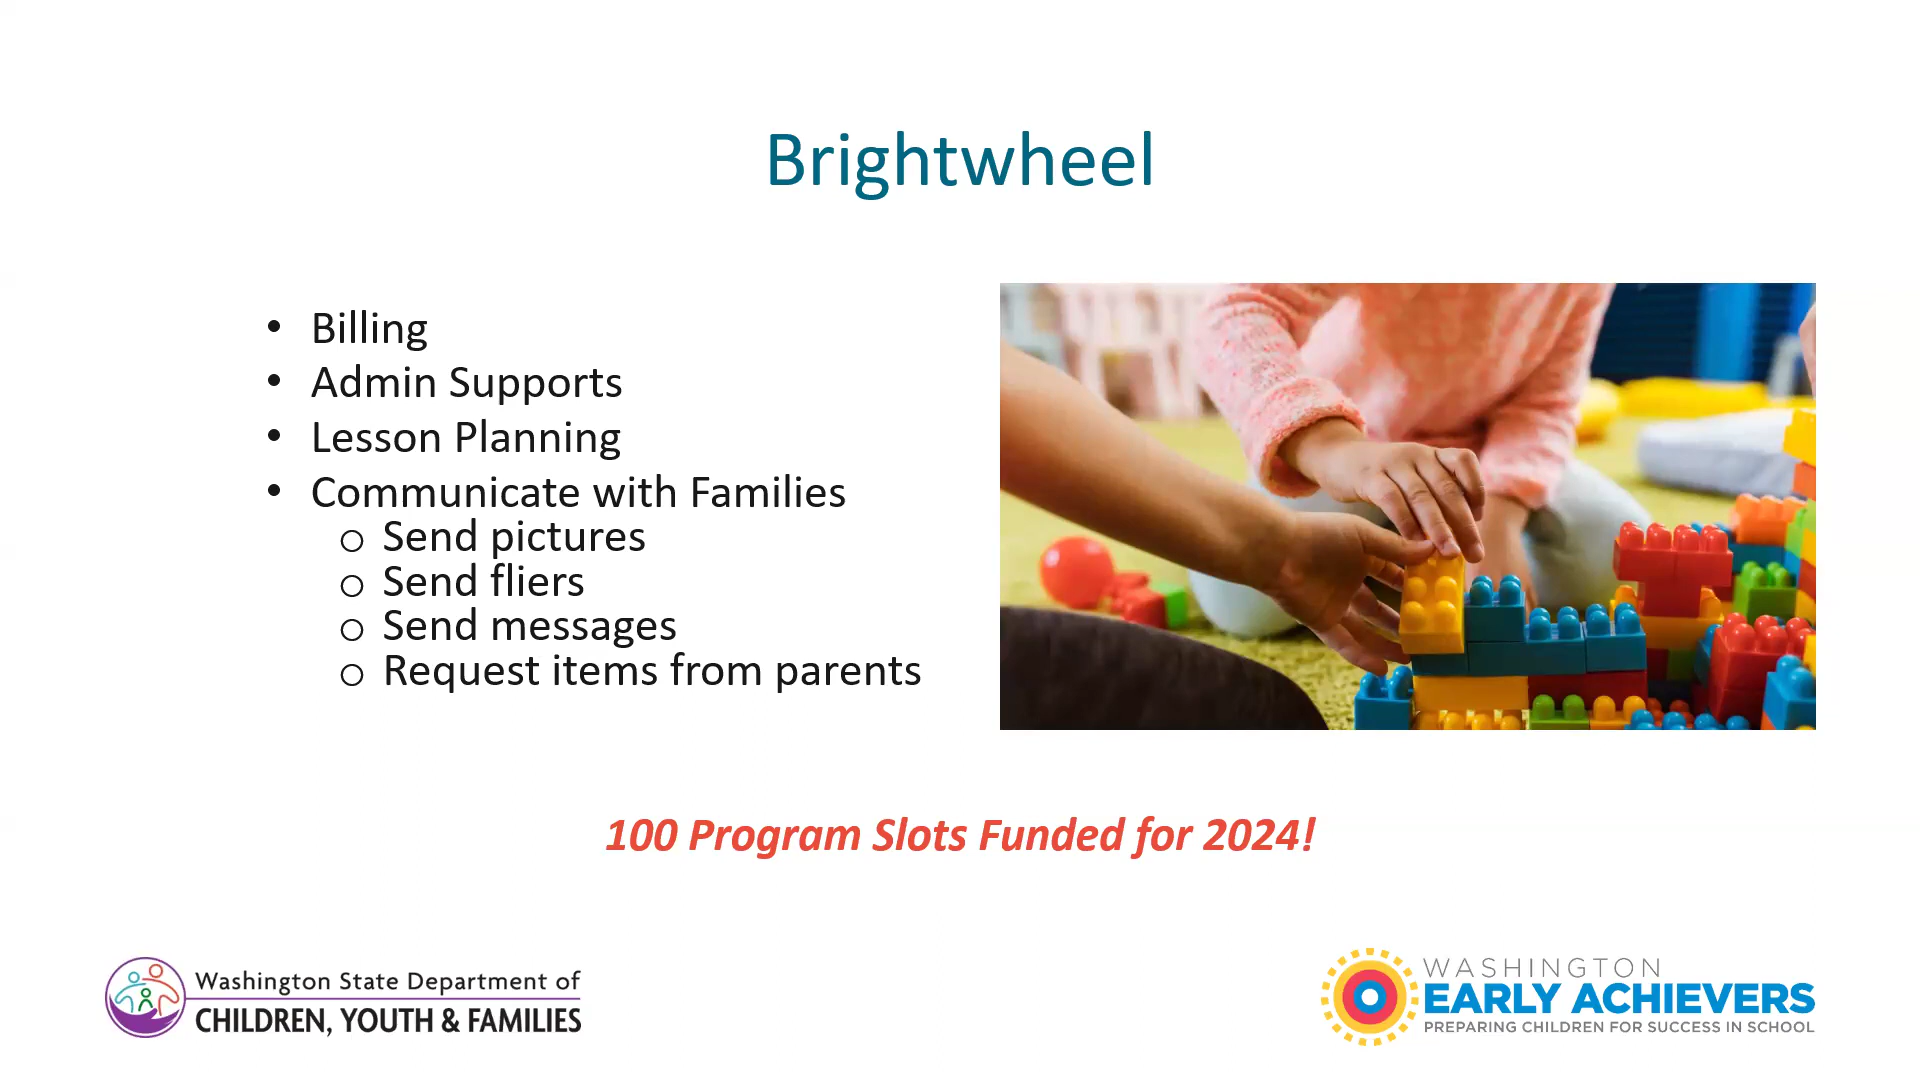 Brightwheel
• Billing
• Admin Supports
• Lesson Planning
• Communicate with Families
o Send pictures
o Send fliers
o Send messages
o Request items from parents
100 Program Slots Funded for 2024!
Washington State Department of
CHILDREN, YOUTH & FAMILIES
WASHINGTON
EARLY ACHIEVERS
PREPARING CHILDREN FOR SUCCESS IN SCHOOL